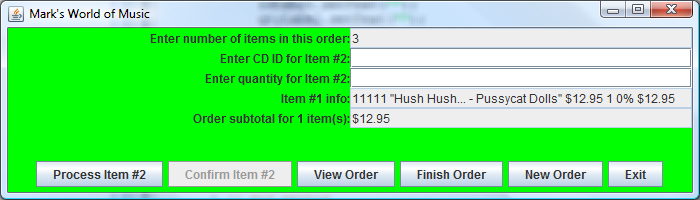 Mark's World of Music
Enter number of items in this order: 3
Enter CD ID for Item #2:
Enter quantity for Item #2:
Item #1 info: 11111 "Hush Hush... - Pussycat Dolls" $12.95 1 0% $12.95
Order subtotal for 1 item(s): $12.95
Process Item #2 Confirm Item #2 View Order Finish Order New Order Exit